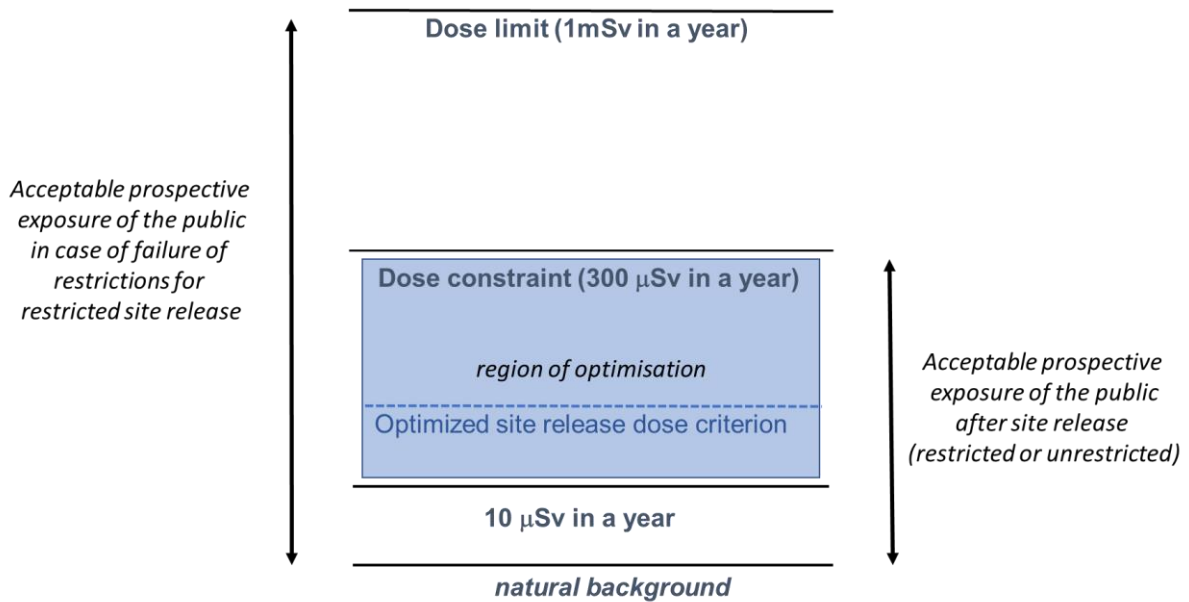 Dose limit (1mSv in a year)
Acceptable prospective
exposure of the public
in case of failure of
restrictions for
restricted site release
Dose constraint (300 μSv in a year)
region of optimisation
Optimized site release dose criterion
Acceptable prospective
exposure of the public
after site release
(restricted or unrestricted)
10 μSv in a year
natural background